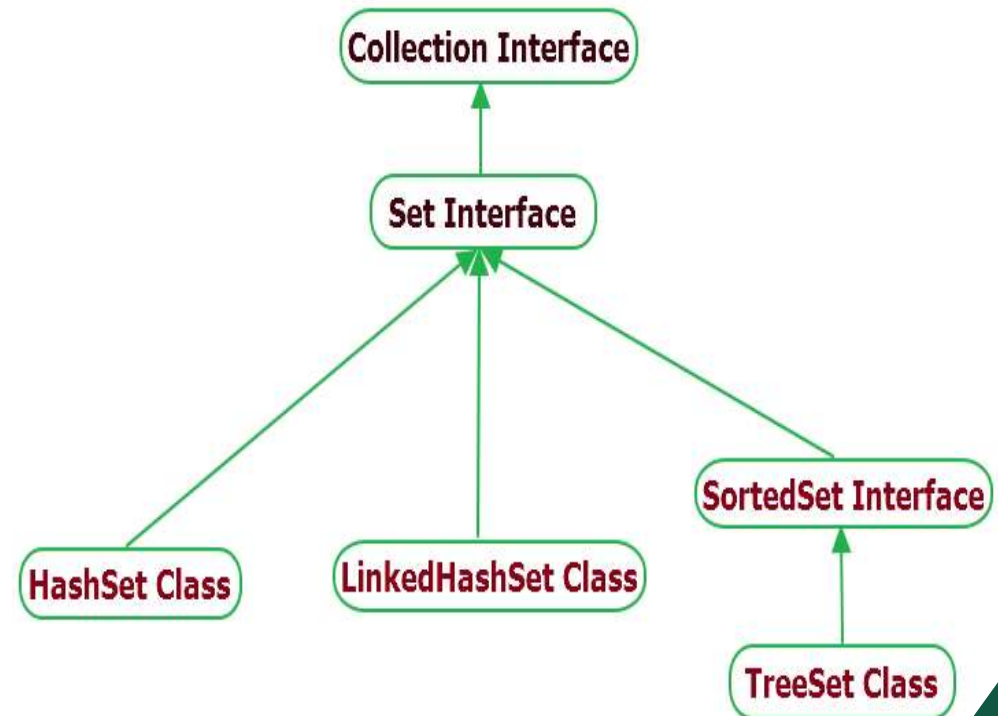 Collection Interface
Set Interface
SortedSet Interface
HashSet Class
LinkedHashSet Class
TreeSet Class